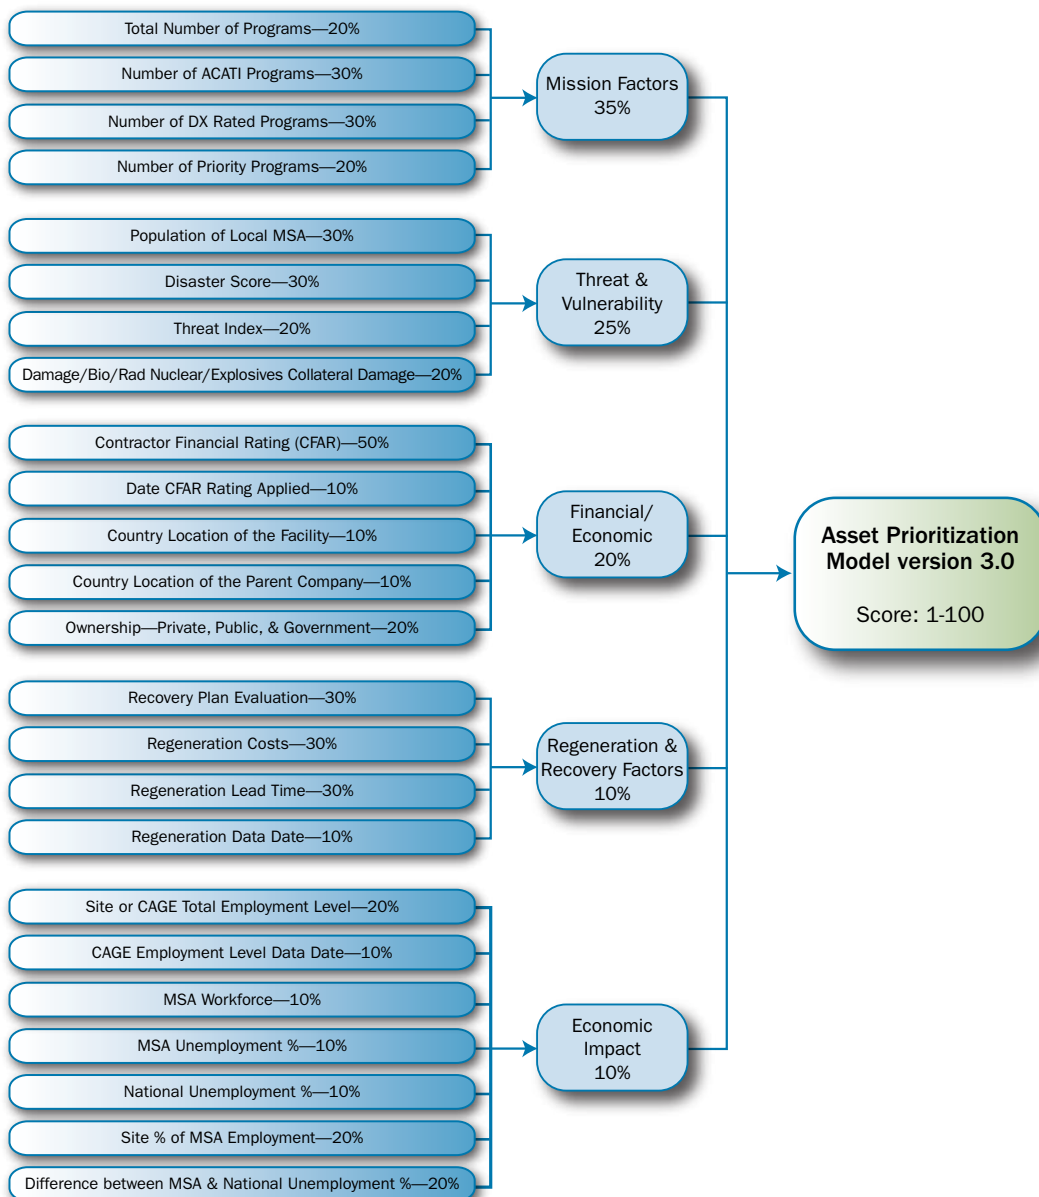 Total Number of Programs—20%
Number of ACATI Programs—30%
Number of DX Rated Programs—30%
Number of Priority Programs—20%
Mission Factors
35%
Population of Local MSA—30%
Disaster Score—30%
Threat Index—20%
Damage/Bio/Rad Nuclear/Explosives Collateral Damage—20%
Threat &
Vulnerability
25%
Contractor Financial Rating (CFAR)—50%
Date CFAR Rating Applied—10%
Country Location of the Facility—10%
Country Location of the Parent Company—10%
Ownership—Private, Public, & Government—20%
Financial/
Economic
20%
Recovery Plan Evaluation—30%
Regeneration Costs—30%
Regeneration Lead Time—30%
Regeneration Data Date—10%
Regeneration &
Recovery Factors
10%
Site or CAGE Total Employment Level—20%
CAGE Employment Level Data Date—10%
MSA Workforce—10%
MSA Unemployment %—10%
National Unemployment %—10%
Site % of MSA Employment—20%
Difference between MSA & National Unemployment %—20%
Economic
Impact
10%
Asset Prioritization
Model version 3.0
Score: 1-100